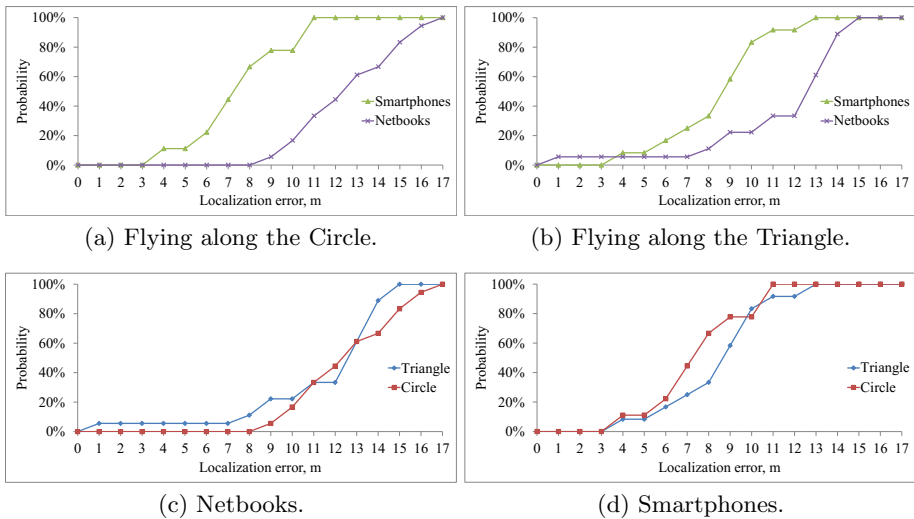 100%
80%
60%
40%
20%
0%
Probability
Smartphones
Netbooks
0 1 2 3 4 5 6 7 8 9 10 11 12 13 14 15 16 17
Localization error, m
(a) Flying along the Circle.
100%
80%
60%
40%
20%
0%
Probability
Smartphones
Netbooks
0 1 2 3 4 5 6 7 8 9 10 11 12 13 14 15 16 17
Localization error, m
(b) Flying along the Triangle.
100%
80%
60%
40%
20%
0%
Probability
Triangle
Circle
0 1 2 3 4 5 6 7 8 9 10 11 12 13 14 15 16 17
Localization error, m
(c) Netbooks.
100%
80%
60%
40%
20%
0%
Probability
Triangle
Circle
0 1 2 3 4 5 6 7 8 9 10 11 12 13 14 15 16 17
Localization error, m
(d) Smartphones.